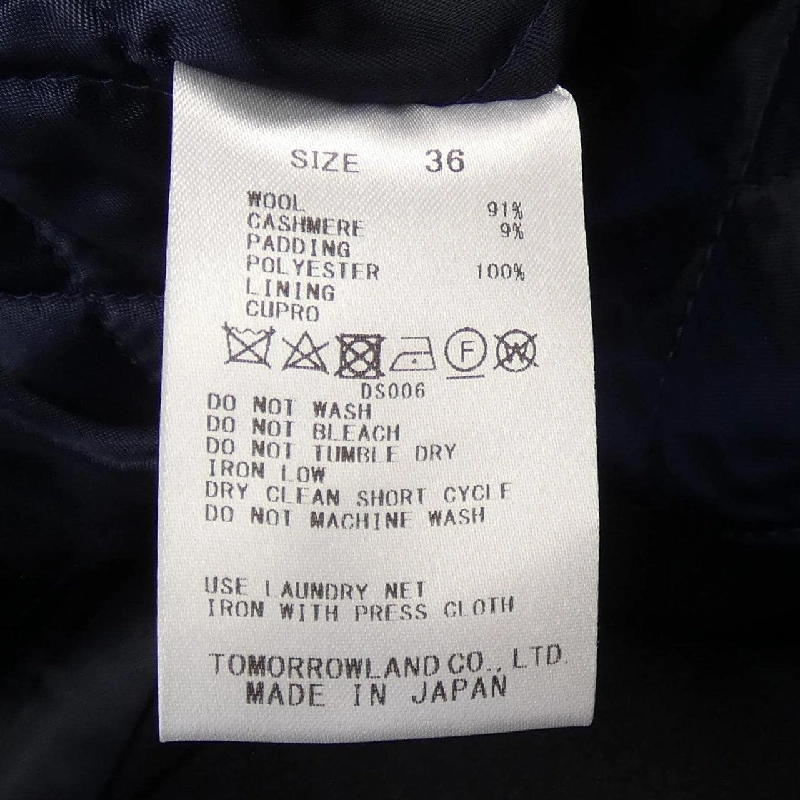 SIZE 36
WOOL 91%
CASHMERE 9%
PADDING
POLYESTER 100%
LINING
CUPRO
F W
DS006
DO NOT WASH
DO NOT BLEACH
DO NOT TUMBLE DRY
IRON LOW
DRY CLEAN SHORT CYCLE
DO NOT MACHINE WASH
USE LAUNDRY NET
IRON WITH PRESS CLOTH
TOMORROWLAND CO., LTD.
MADE IN JAPAN